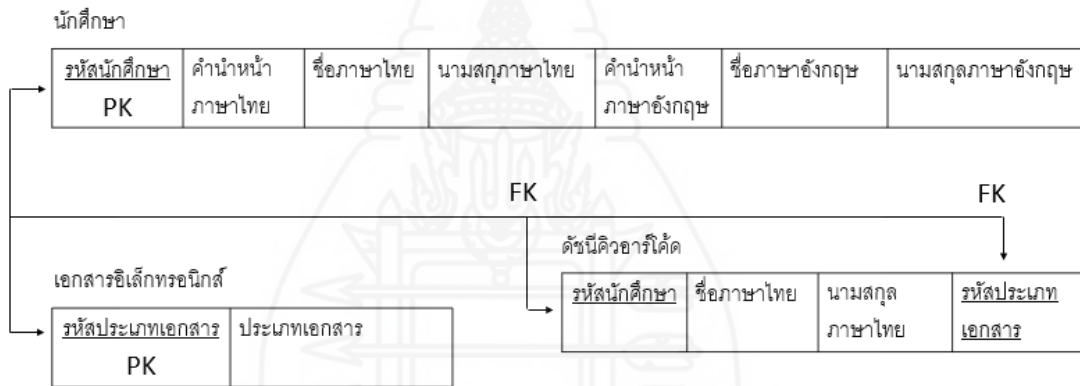 นักศึกษา
รหัสนักศึกษา คำนำหน้า ชื่อภาษาไทย นามสกุภาษาไทย คำนำหน้า ชื่อภาษาอังกฤษ นามสกุลภาษาอังกฤษ
PK ภาษาไทย ภาษาอังกฤษ
FK FK
ดัชนีคิวอาร์โค้ด
เอกสารอิเล็กทรอนิกส์
รหัสนักศึกษา ชื่อภาษาไทย นามสกุล รหัสประเภท
ภาษาไทย เอกสาร
รหัสประเภทเอกสาร ประเภทเอกสาร
PK